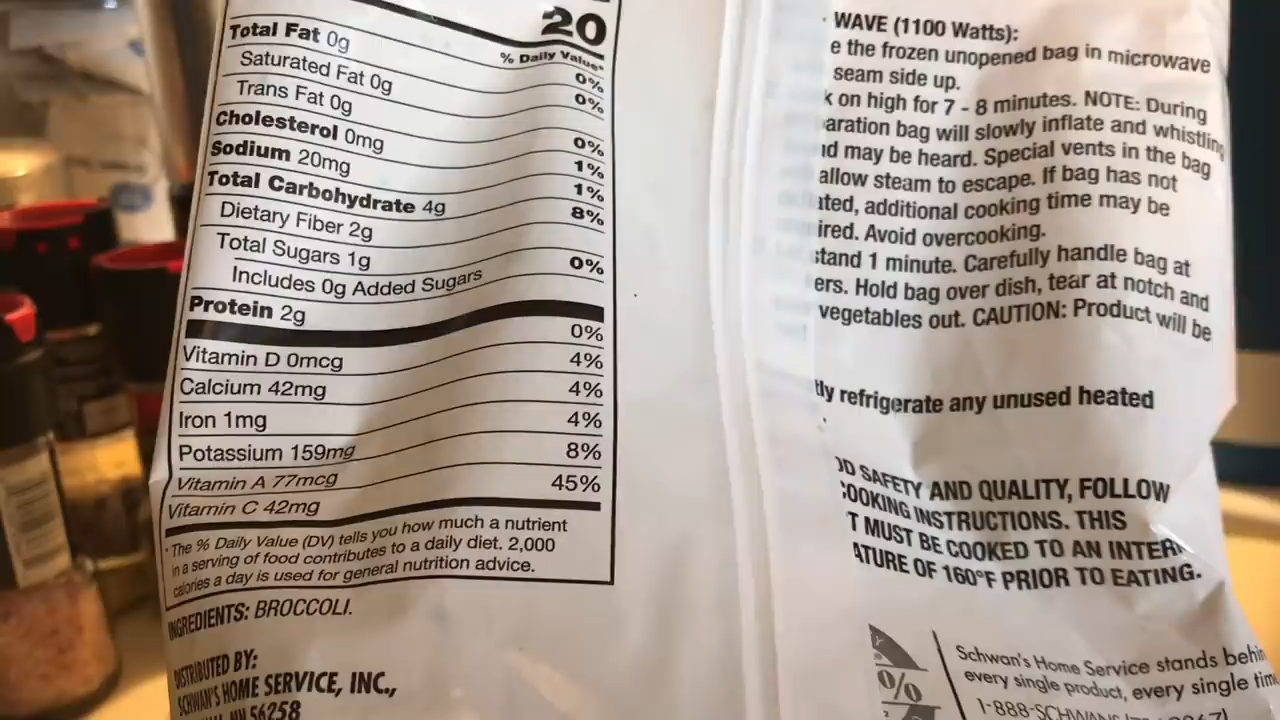 20
% Daily Value*
Total Fat 0g 0%
Saturated Fat 0g 0%
Trans Fat 0g
Cholesterol 0mg 0%
Sodium 20mg 1%
Total Carbohydrate 4g 1%
Dietary Fiber 2g 8%
Total Sugars 1g
Includes 0g Added Sugars 0%
Protein 2g
Vitamin D 0mcg 0%
Calcium 42mg 4%
Iron 1mg 4%
Potassium 159mg 4%
Vitamin A 77mcg 8%
Vitamin C 42mg 45%
*The % Daily Value (DV) tells you how much a nutrient
in a serving of food contributes to a daily diet. 2,000
calories a day is used for general nutrition advice.
INGREDIENTS: BROCCOLI.
DISTRIBUTED BY:
SCHWAN'S HOME SERVICE, INC.,
MN 56258
WAVE (1100 Watts):
e the frozen unopened bag in microwave
seam side up.
k on high for 7 - 8 minutes. NOTE: During
aration bag will slowly inflate and whistling
nd may be heard. Special vents in the bag
allow steam to escape. If bag has not
ated, additional cooking time may be
ired. Avoid overcooking.
stand 1 minute. Carefully handle bag at
ers. Hold bag over dish, tear at notch and
vegetables out. CAUTION: Product will be
tly refrigerate any unused heated
OD SAFETY AND QUALITY, FOLLOW
COOKING INSTRUCTIONS. THIS
T MUST BE COOKED TO AN INTER
ATURE OF 160°F PRIOR TO EATING.
%
Schwan's Home Service stands behin
every single product, every single tim
1-888-SCHWANS